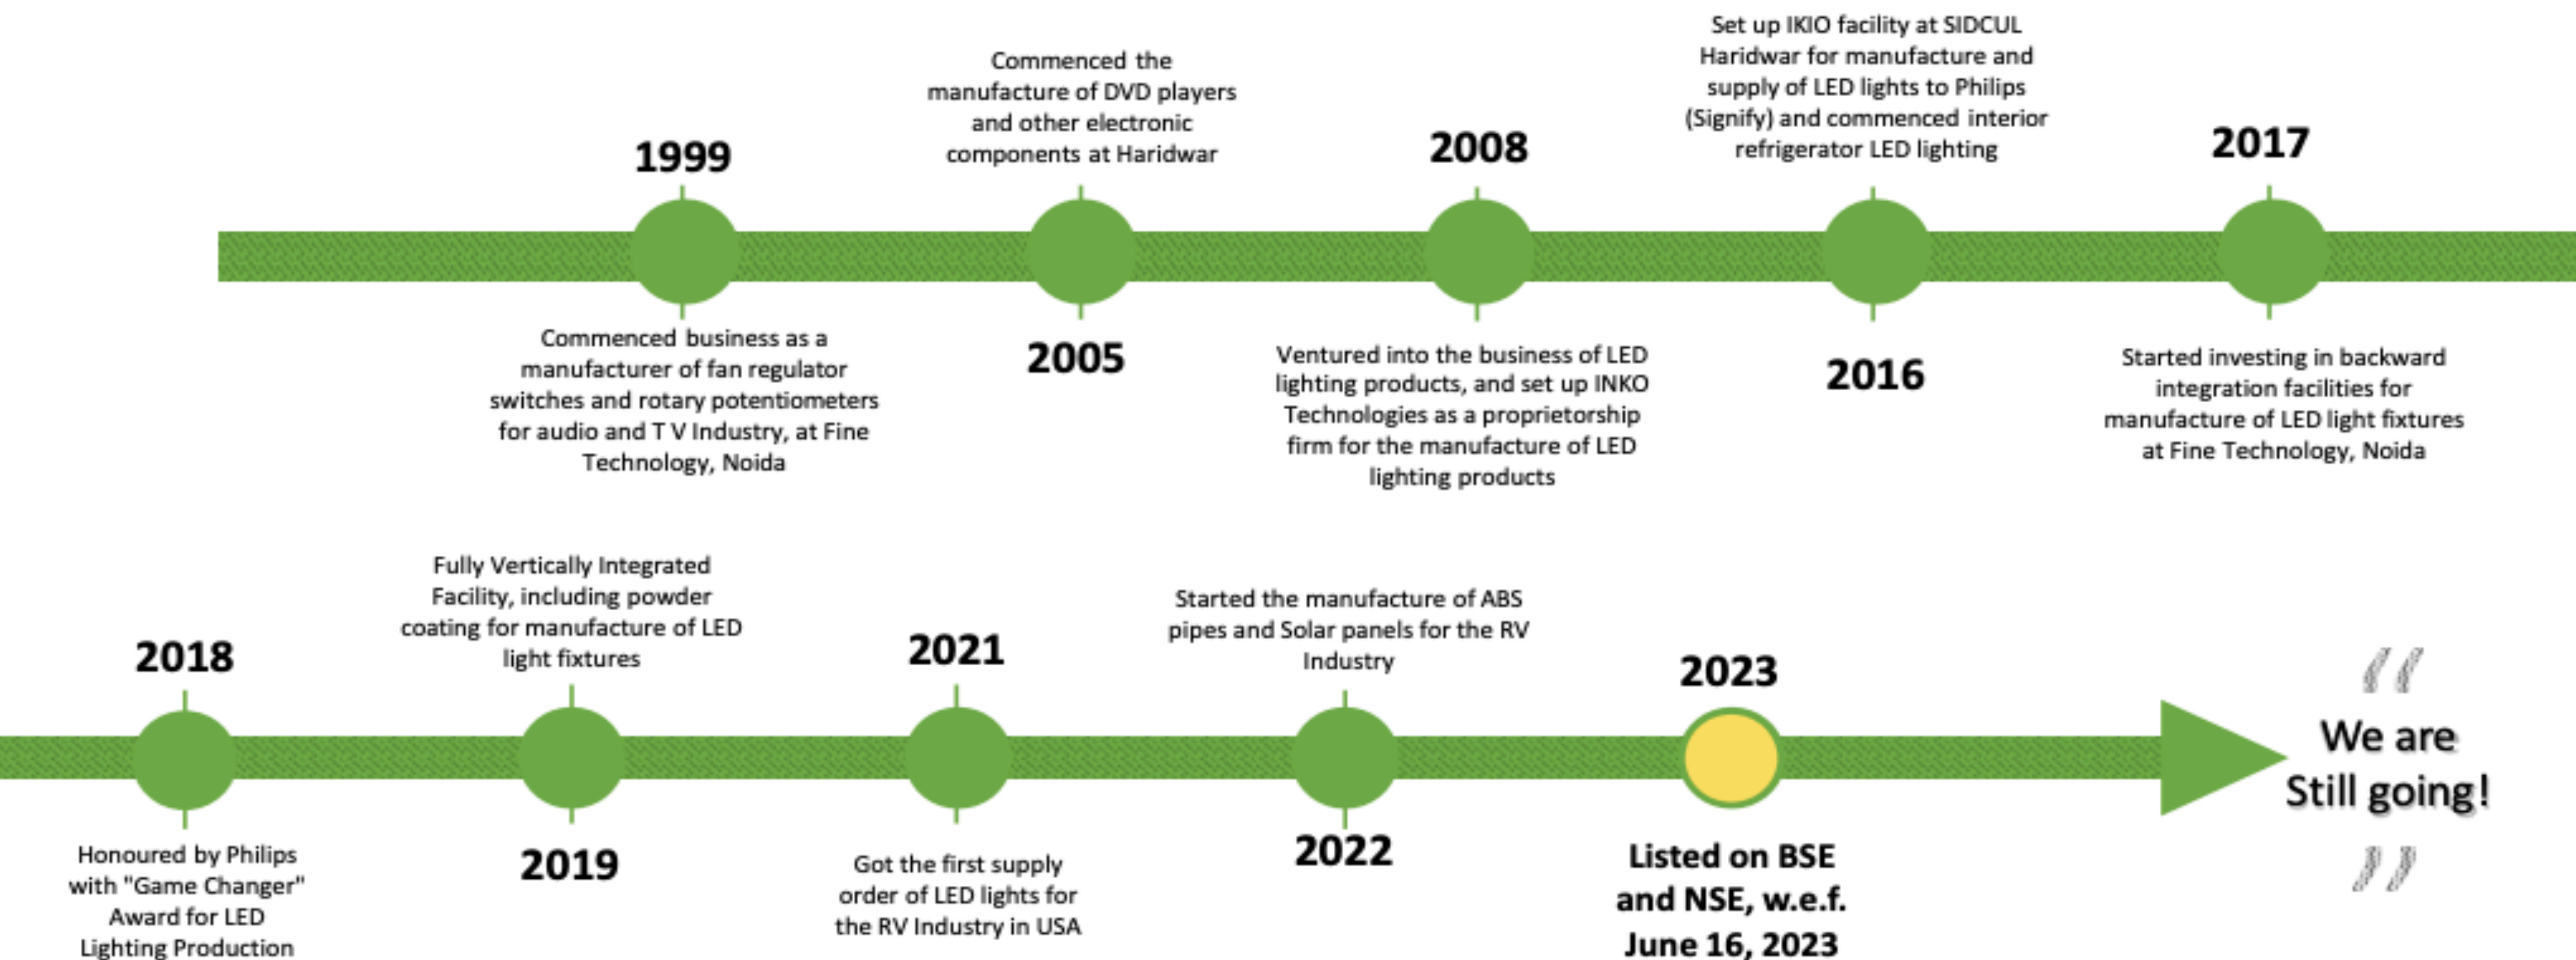 1999
Commenced business as a
manufacturer of fan regulator
switches and rotary potentiometers
for audio and T V Industry, at Fine
Technology, Noida
Commenced the
manufacture of DVD players
and other electronic
components at Haridwar
2005
2008
Ventured into the business of LED
lighting products, and set up INKO
Technologies as a proprietorship
firm for the manufacture of LED
lighting products
Set up IKIO facility at SIDCUL
Haridwar for manufacture and
supply of LED lights to Philips
(Signify) and commenced interior
refrigerator LED lighting
2016
2017
Started investing in backward
integration facilities for
manufacture of LED light fixtures
at Fine Technology, Noida
2018
Honoured by Philips
with "Game Changer"
Award for LED
Lighting Production
Fully Vertically Integrated
Facility, including powder
coating for manufacture of LED
light fixtures
2019
2021
Got the first supply
order of LED lights for
the RV Industry in USA
Started the manufacture of ABS
pipes and Solar panels for the RV
Industry
2022
2023
Listed on BSE
and NSE, w.e.f.
June 16, 2023
“
We are
Still going!
”